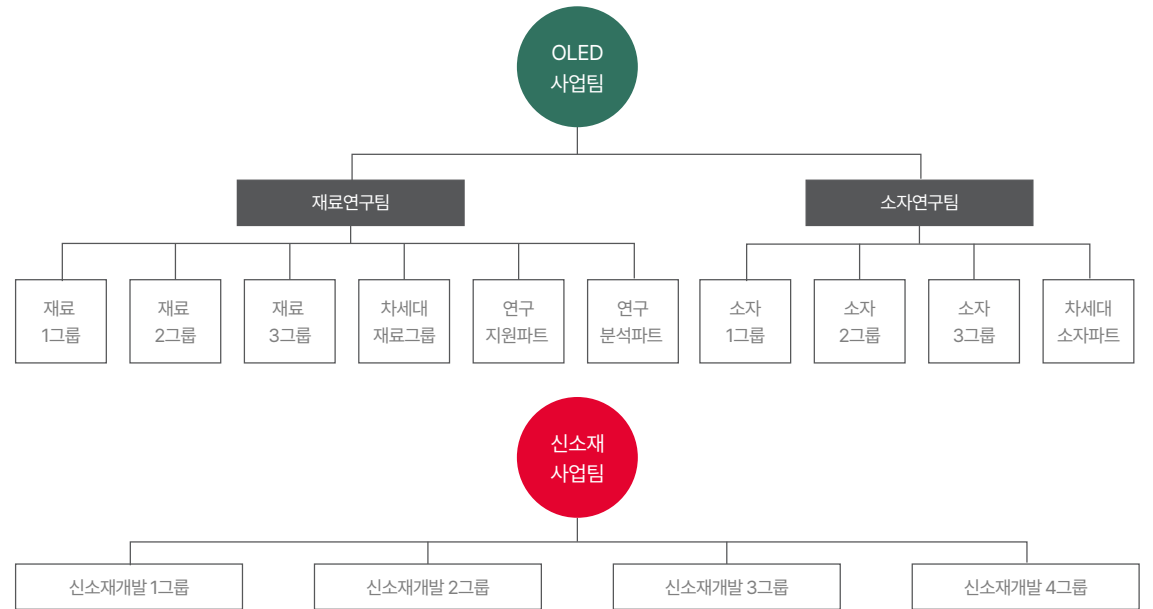 OLED
사업팀
재료연구팀
소자연구팀
재료
1그룹
재료
2그룹
재료
3그룹
차세대
재료그룹
연구
지원파트
연구
분석파트
소자
1그룹
소자
2그룹
소자
3그룹
차세대
소자파트
신소재
사업팀
신소재개발 1그룹
신소재개발 2그룹
신소재개발 3그룹
신소재개발 4그룹